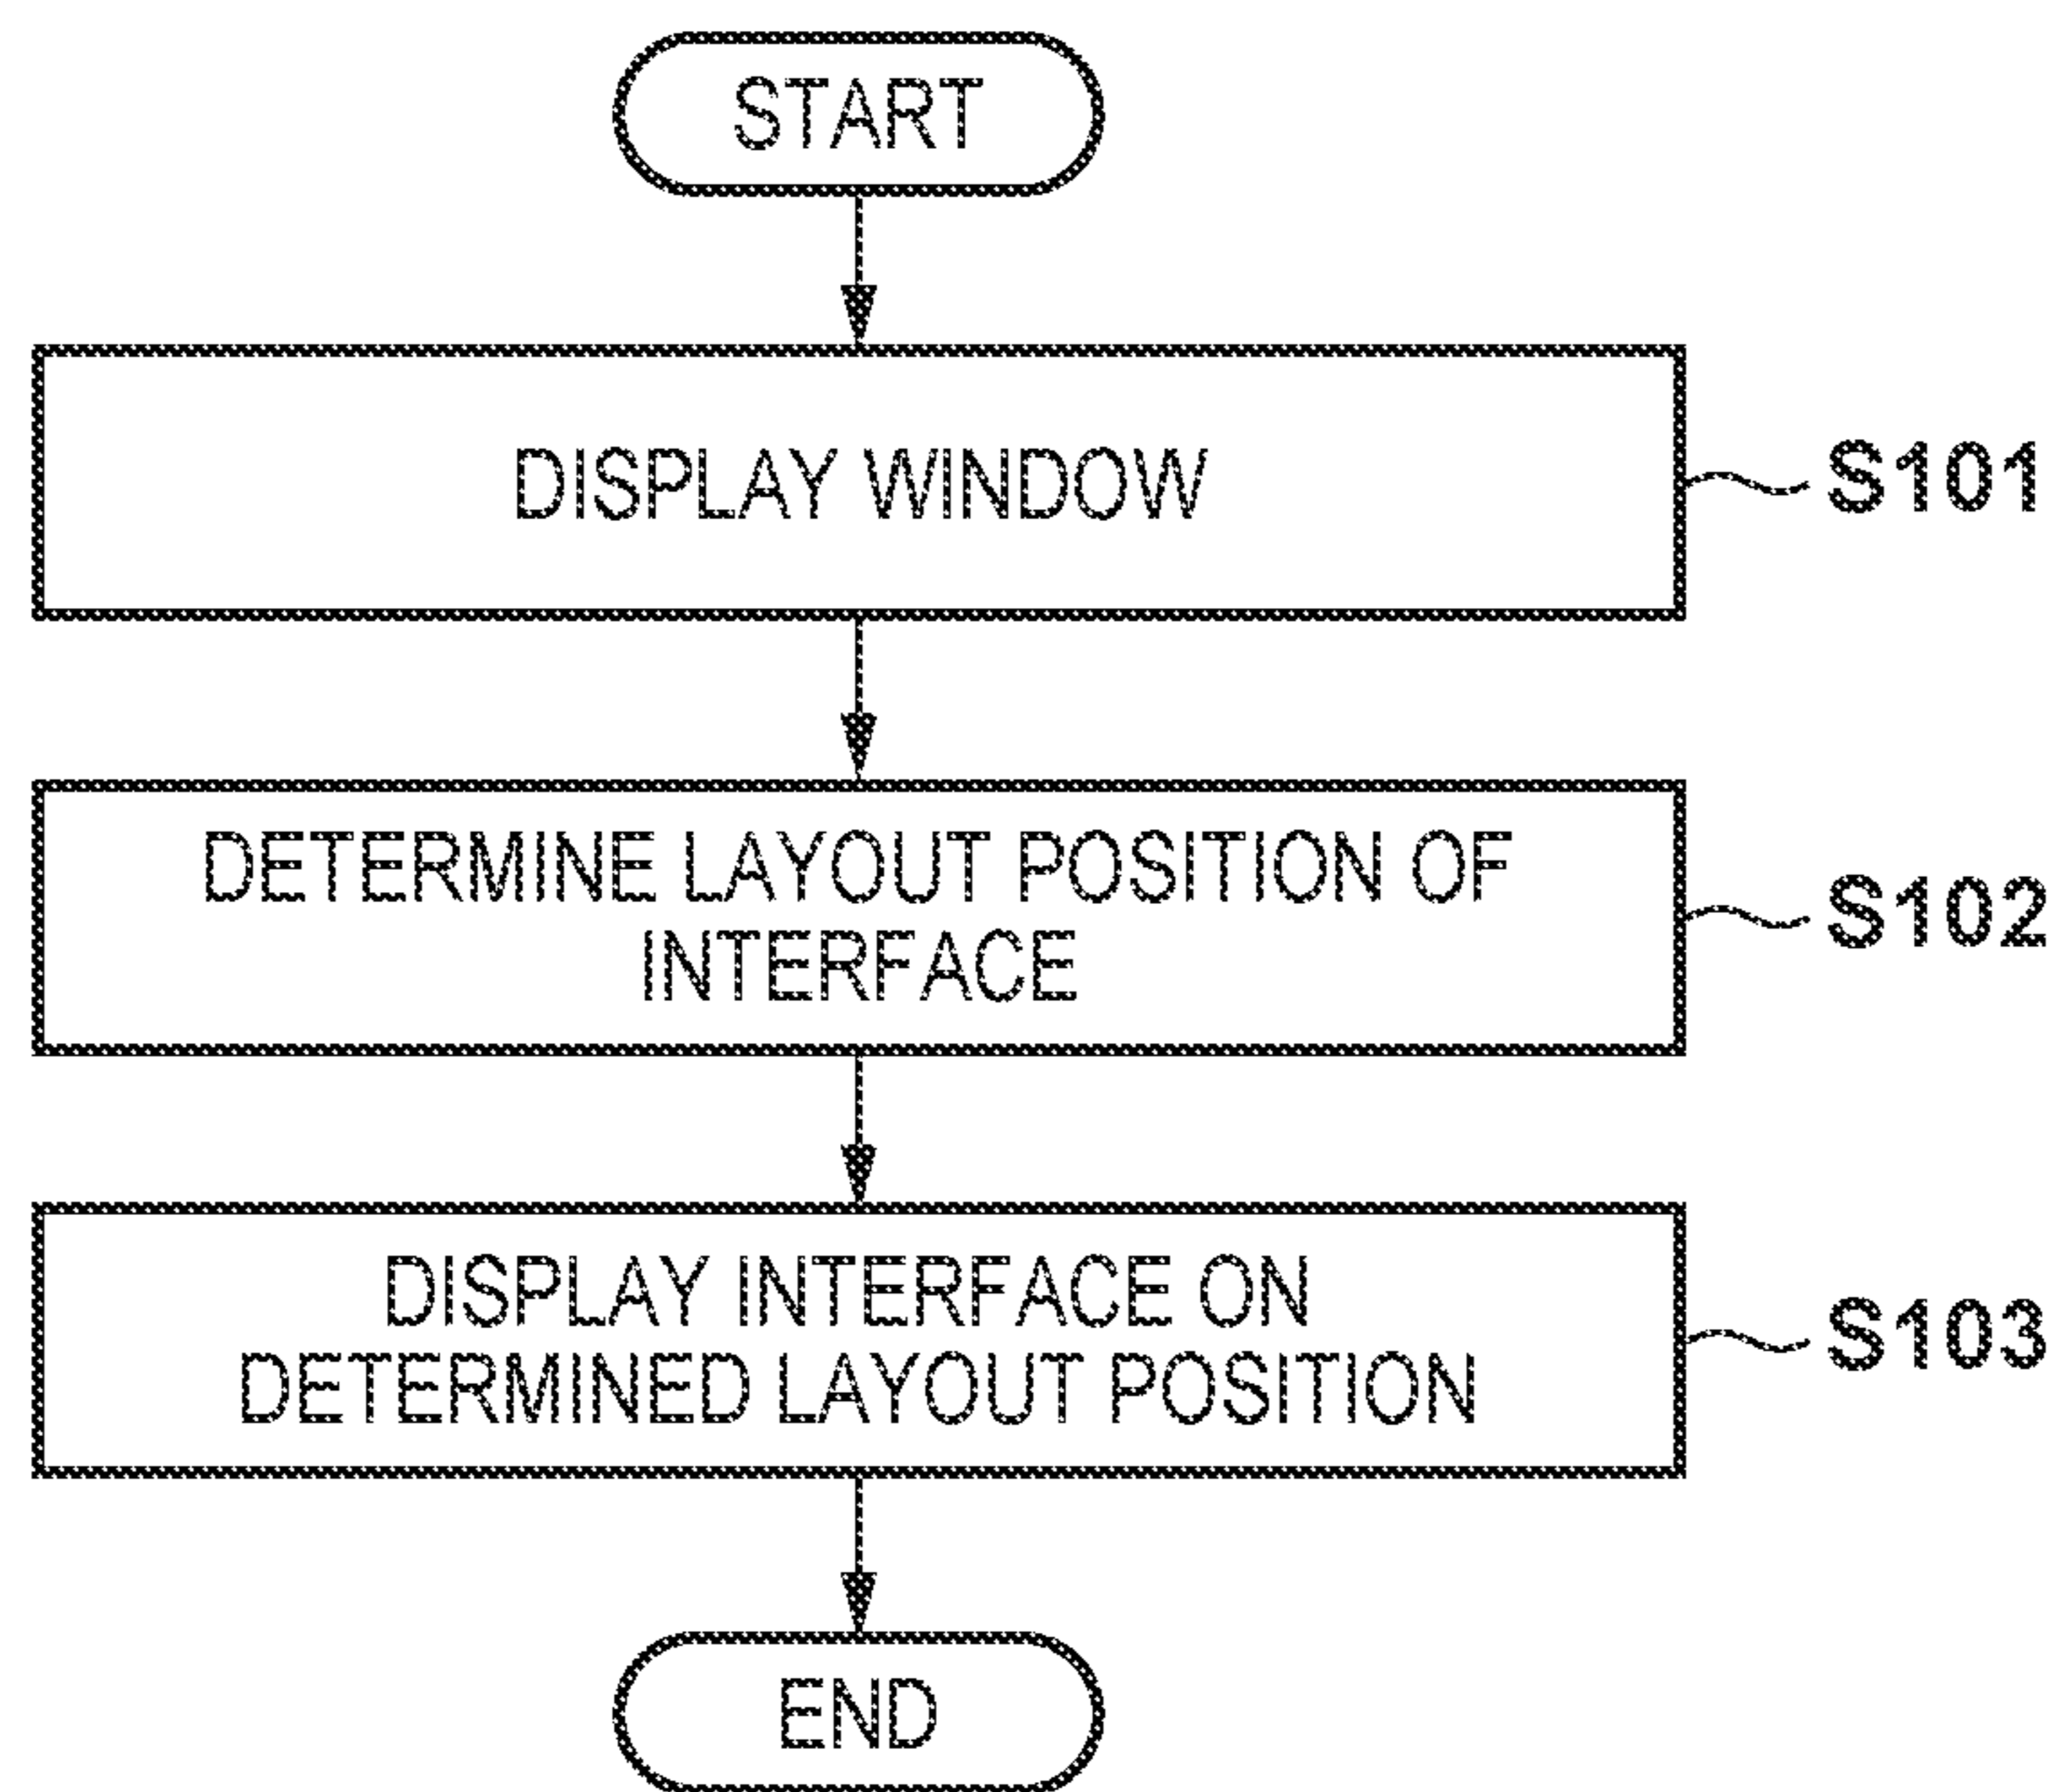 START
DISPLAY WINDOW
S101
DETERMINE LAYOUT POSITION OF
INTERFACE
S102
DISPLAY INTERFACE ON
DETERMINED LAYOUT POSITION
S103
END